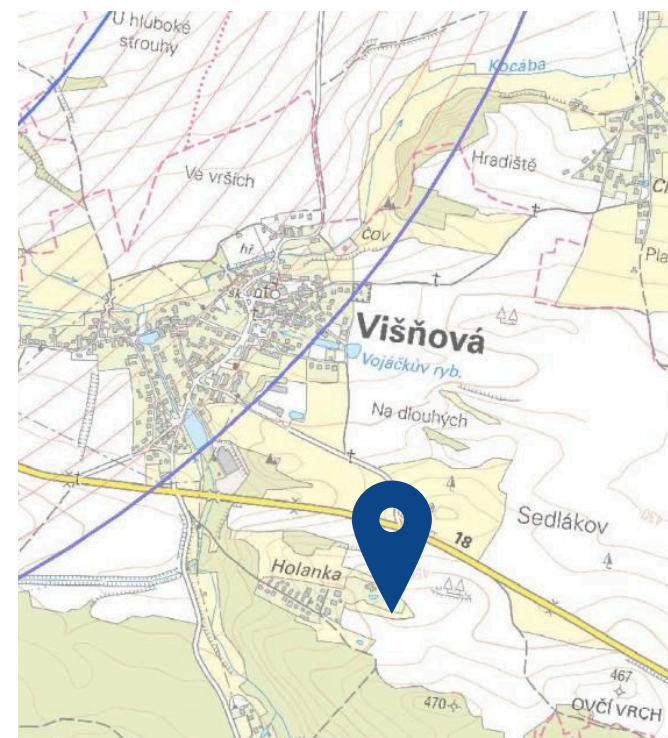 U hluboké
strouhy
Kocába
Ve vrších
Hradiště
hř.
ČOV
Višňová
Vojáčkův ryb.
Na dlouhých
18
Sedlákov
Holanka
467
470
OVČÍ VRCH